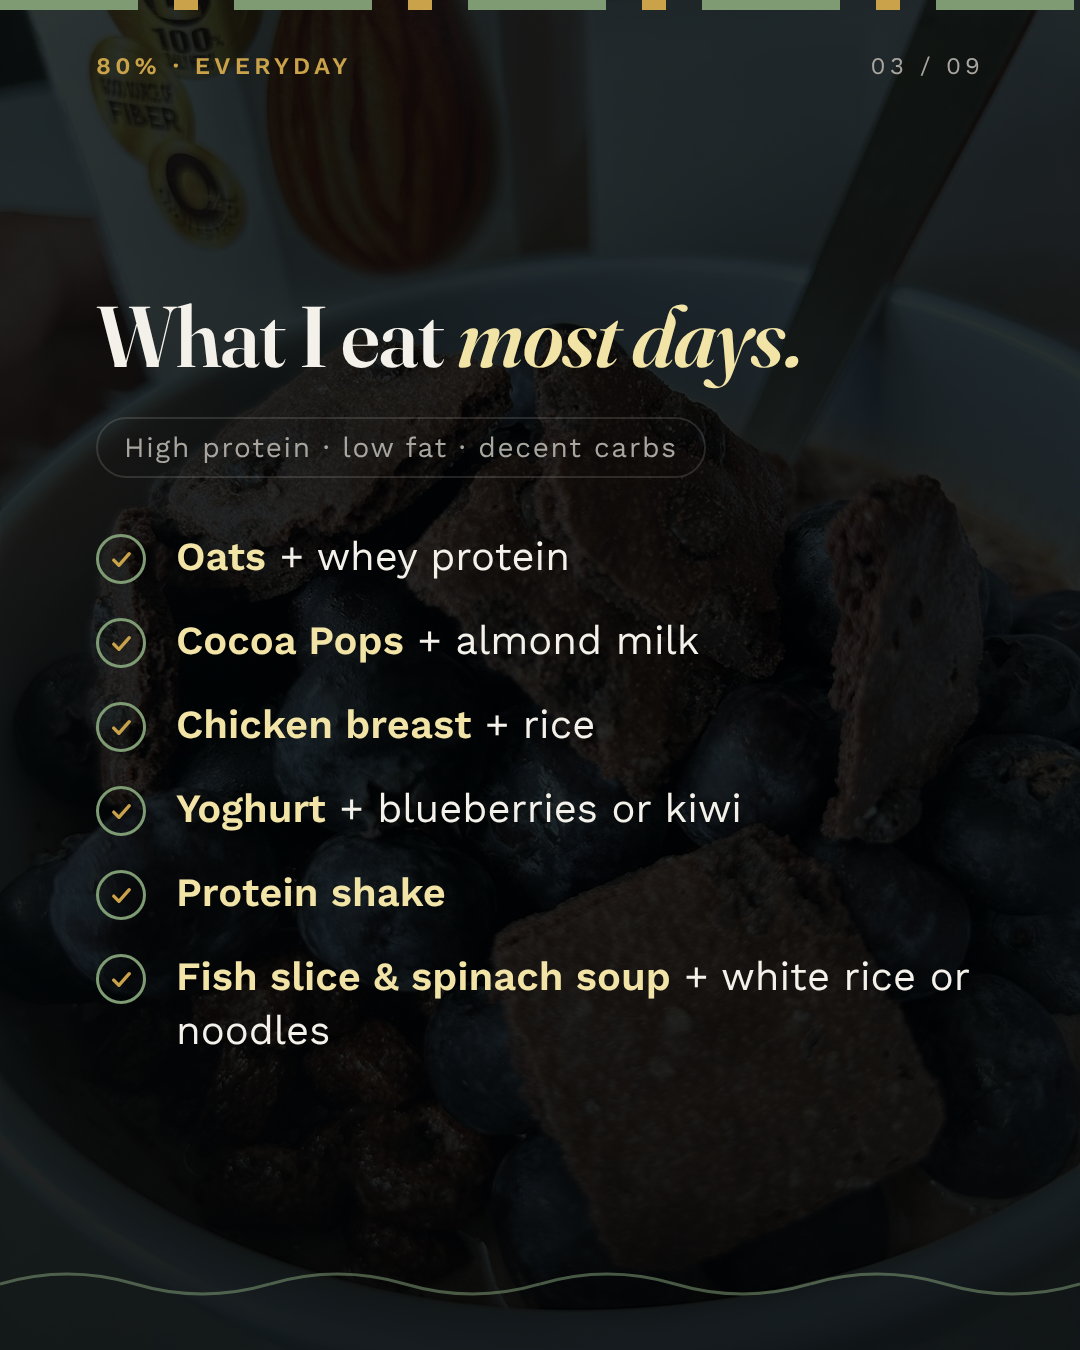 100%
FIBER
80% · EVERYDAY
03 / 09
What I eat most days.
High protein · low fat · decent carbs
Oats + whey protein
Cocoa Pops + almond milk
Chicken breast + rice
Yoghurt + blueberries or kiwi
Protein shake
Fish slice & spinach soup + white rice or
noodles